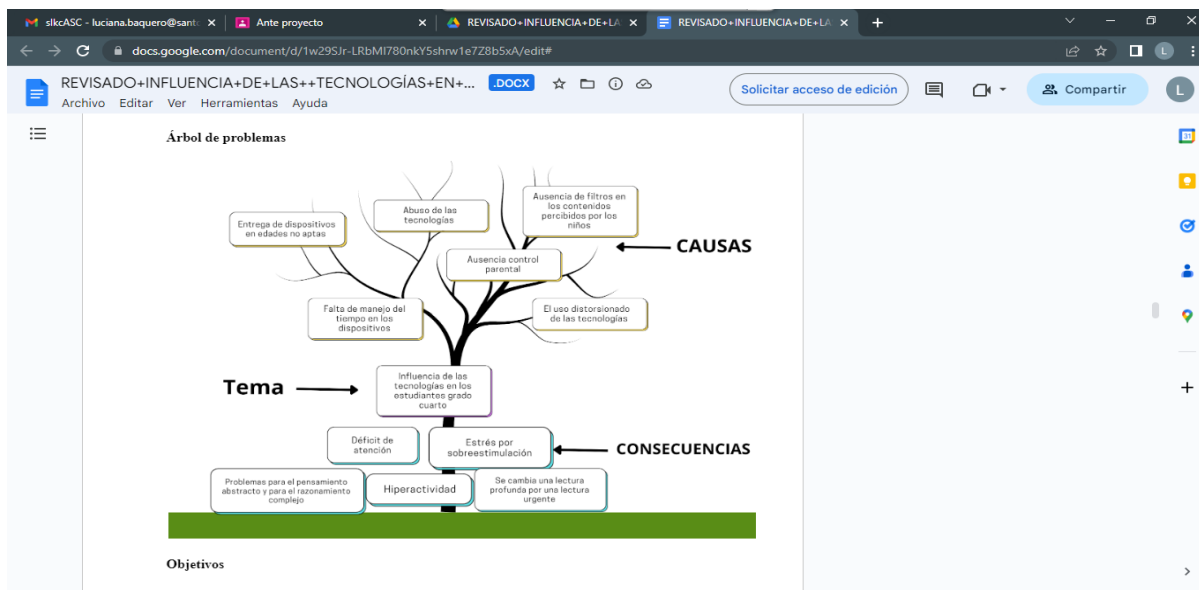 slkcASC - luciana.baquero@sant
Ante proyecto
REVISADO+INFLUENCIA+DE+LA
REVISADO+INFLUENCIA+DE+LA
docs.google.com/document/d/1w29SJr-LRbMI780nkY5shrw1e7Z8b5xA/edit#
REVISADO+INFLUENCIA+DE+LAS++TECNOLOGÍAS+EN+... .DOCX
Solicitar acceso de edición
Compartir
L
L
Archivo Editar Ver Herramientas Ayuda
31
Árbol de problemas
Entrega de dispositivos
en edades no aptas
Abuso de las
tecnologías
Ausencia de filtros en
los contenidos
percibidos por los
niños
CAUSAS
Ausencia control
parental
Falta de manejo del
tiempo en los
dispositivos
El uso distorsionado
de las tecnologías
Tema
Influencia de las
tecnologías en los
estudiantes grado
cuarto
Déficit de
atención
Estrés por
sobreestimulación
CONSECUENCIAS
Problemas para el pensamiento
abstracto y para el razonamiento
complejo
Hiperactividad
Se cambia una lectura
profunda por una lectura
urgente
Objetivos